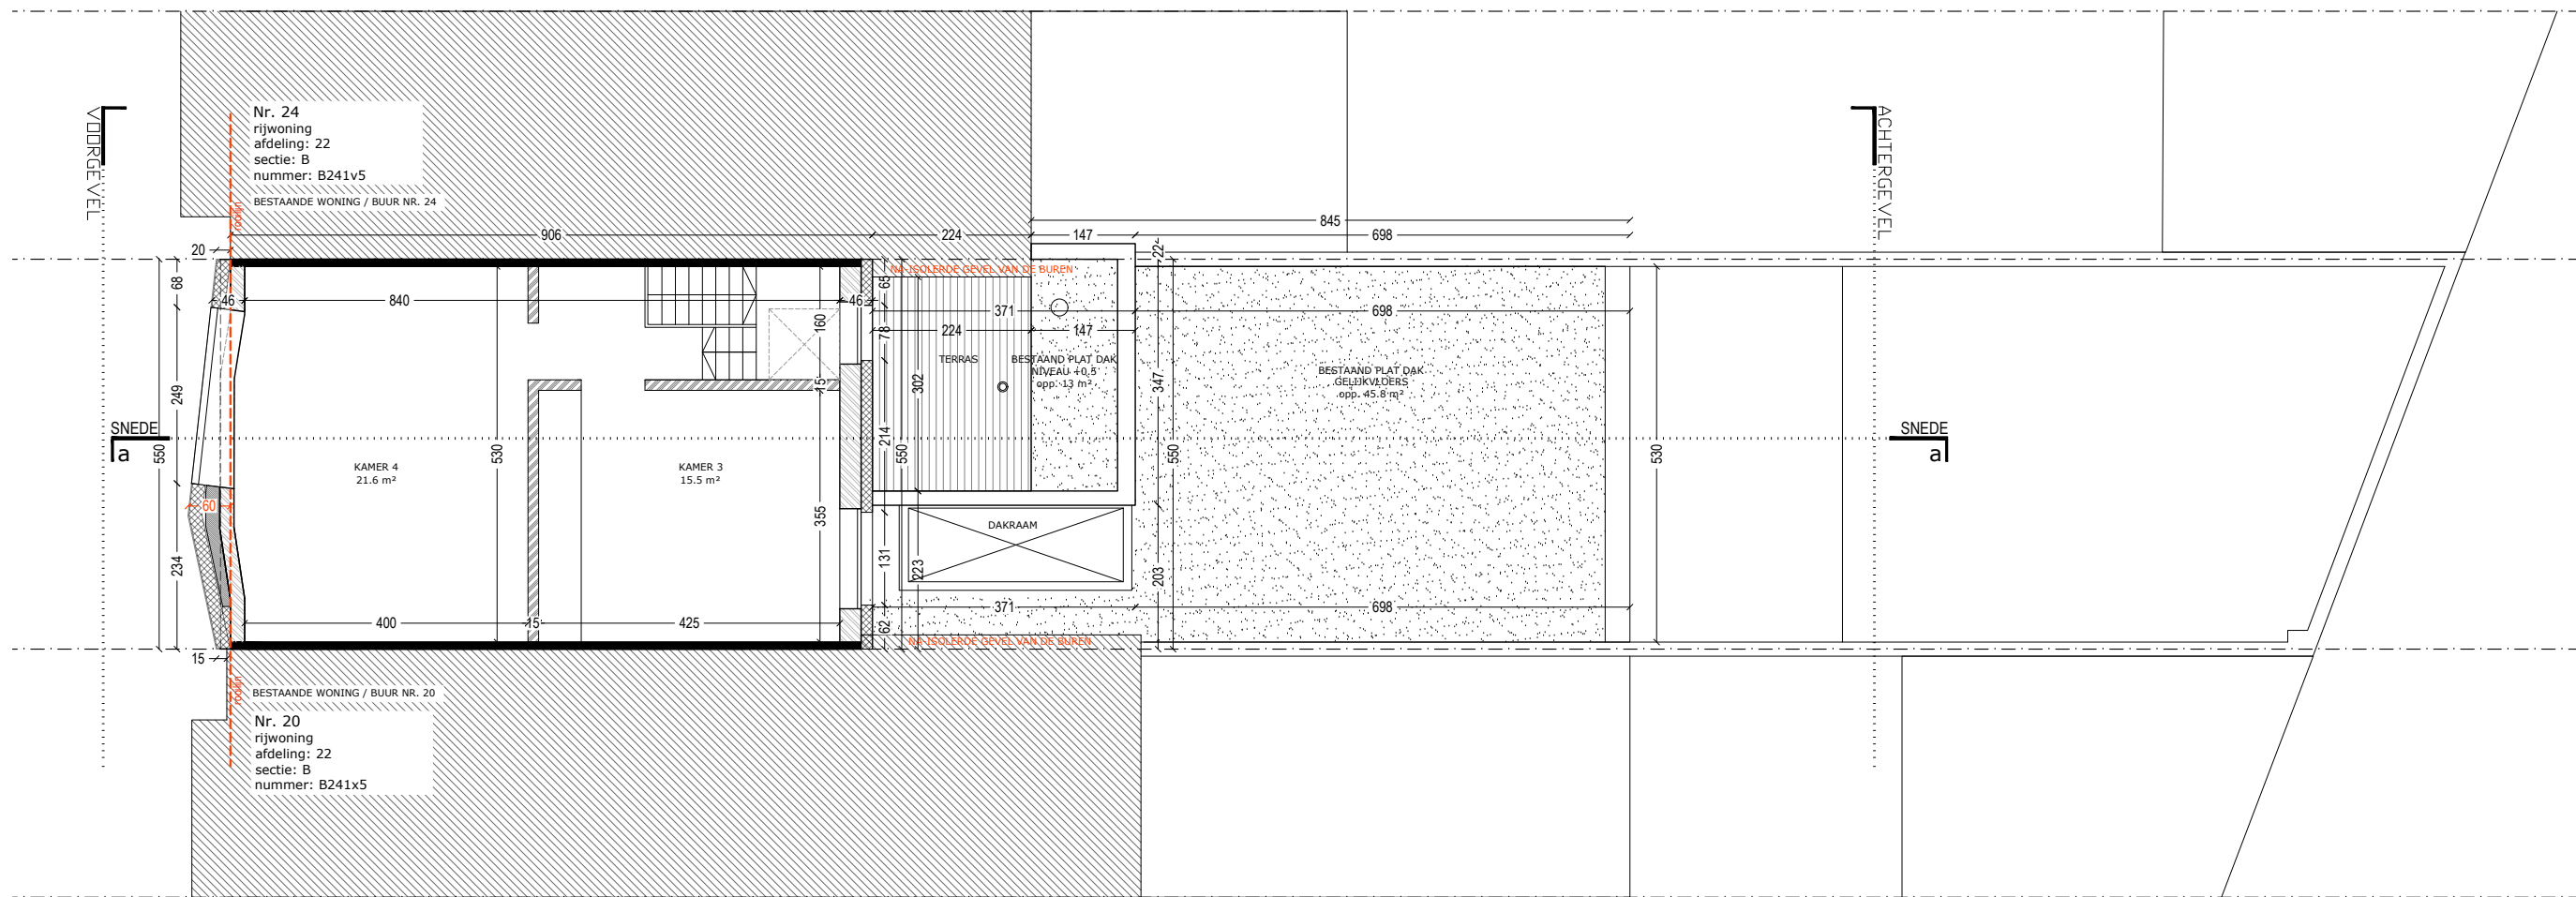 VOORGEVEL
Nr. 24
rijwoning
afdeling: 22
sectie: B
nummer: B241v5
BESTAANDE WONING / BUUR NR. 24
rooilijn
ACHTERGEVEL
845
906
224
147
698
20
22
NA-ISOLERDE GEVEL VAN DE BUREN
68
46
840
46
65
371
698
160
78
224
147
TERRAS
BESTAAND PLAT DAK
NIVEAU +0.5
opp. 13 m²
BESTAAND PLAT DAK
GELIJKVLOERS
opp. 45.8 m²
249
15
302
347
SNEDE
a
SNEDE
a
550
530
214
550
550
530
KAMER 4
21.6 m²
KAMER 3
15.5 m²
60
355
DAKRAAM
234
131
223
203
371
698
400
15
425
62
NA-ISOLERDE GEVEL VAN DE BUREN
15
rooilijn
BESTAANDE WONING / BUUR NR. 20
Nr. 20
rijwoning
afdeling: 22
sectie: B
nummer: B241x5